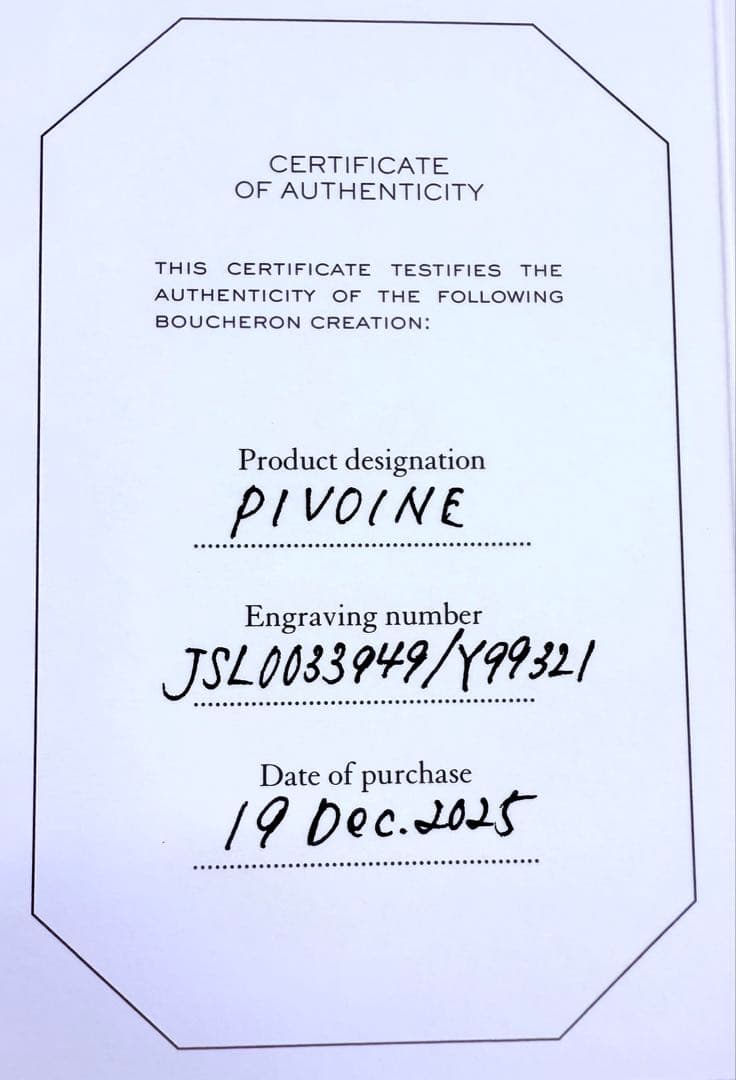 CERTIFICATE
OF AUTHENTICITY
THIS CERTIFICATE TESTIFIES THE
AUTHENTICITY OF THE FOLLOWING
BOUCHERON CREATION:
Product designation
PIVOINE
Engraving number
JSL0033949/Y99321
Date of purchase
19 Dec. 2025